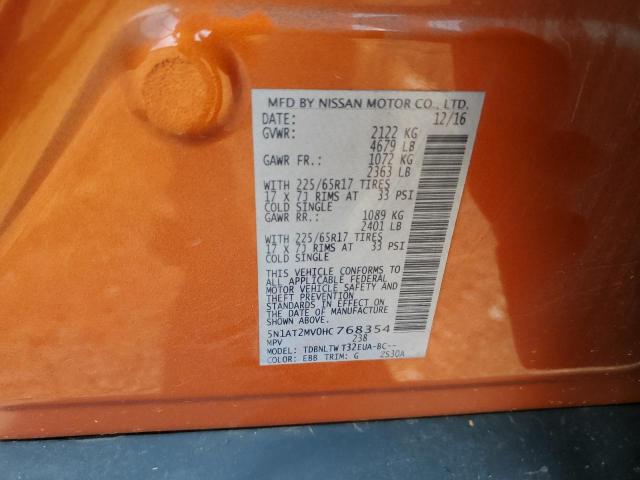 MFD BY NISSAN MOTOR CO., LTD.
DATE: 12/16
GVWR: 2122 KG
4679 LB
GAWR FR.: 1072 KG
2363 LB
WITH 225/65R17 TIRES
17 X 7J RIMS AT 33 PSI
COLD SINGLE
GAWR RR.: 1089 KG
2401 LB
WITH 225/65R17 TIRES
17 X 7J RIMS AT 33 PSI
COLD SINGLE
THIS VEHICLE CONFORMS TO
ALL APPLICABLE FEDERAL
MOTOR VEHICLE SAFETY AND
THEFT PREVENTION
STANDARDS IN EFFECT ON
THE DATE OF MANUFACTURE
SHOWN ABOVE.
5N1AT2MV0HC768354
MPV 238
MODEL: TDBNLTW T32EUA-BC--
COLOR: EBB TRIM: G 2S30A